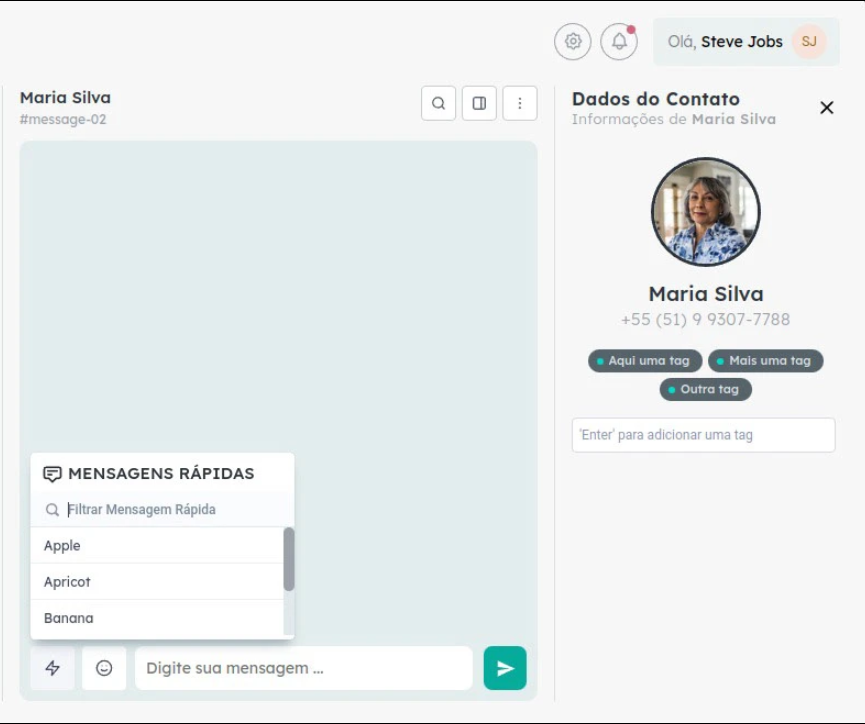 Olá, Steve Jobs SJ
Maria Silva
#message-02
Dados do Contato
Informações de Maria Silva
Maria Silva
+55 (51) 9 9307-7788
Aqui uma tag
Mais uma tag
Outra tag
'Enter' para adicionar uma tag
MENSAGENS RÁPIDAS
Filtrar Mensagem Rápida
Apple
Apricot
Banana
Digite sua mensagem ...